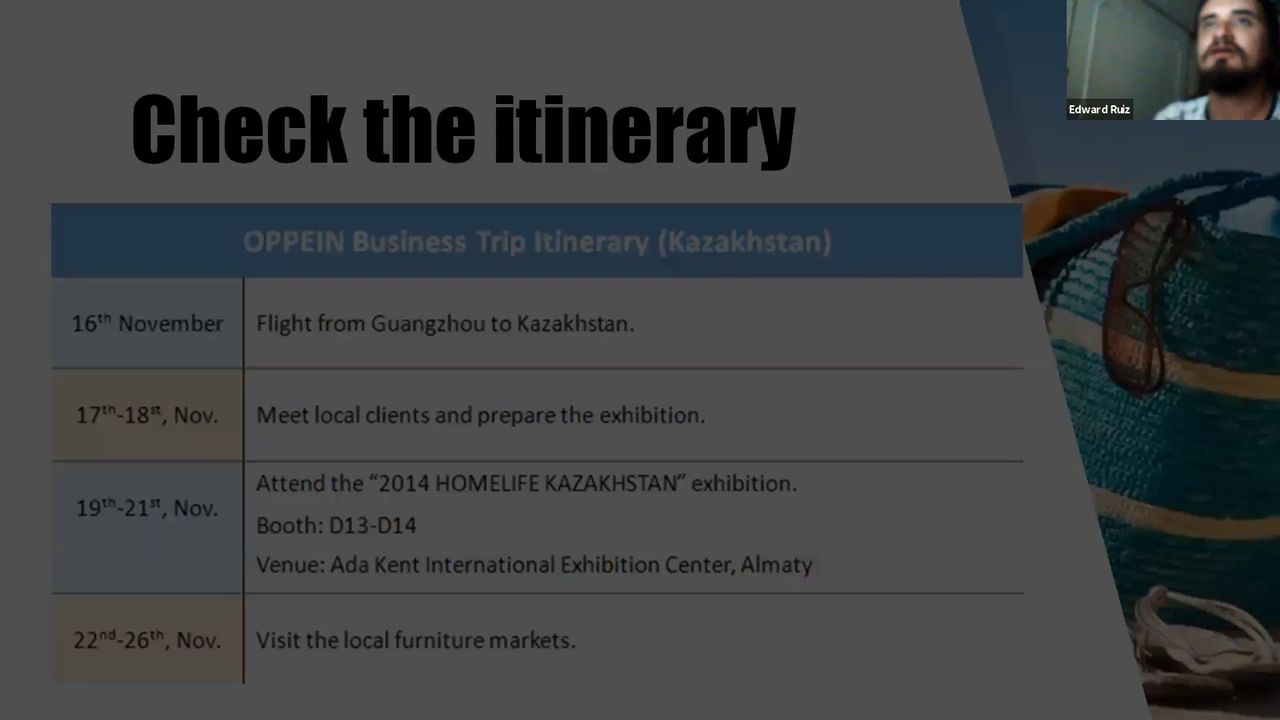 Check the itinerary
Edward Ruiz
OPPEIN Business Trip Itinerary (Kazakhstan)
16th November
Flight from Guangzhou to Kazakhstan.
17th-18st, Nov.
Meet local clients and prepare the exhibition.
19th-21st, Nov.
Attend the “2014 HOMELIFE KAZAKHSTAN” exhibition.
Booth: D13-D14
Venue: Ada Kent International Exhibition Center, Almaty
22nd-26th, Nov.
Visit the local furniture markets.